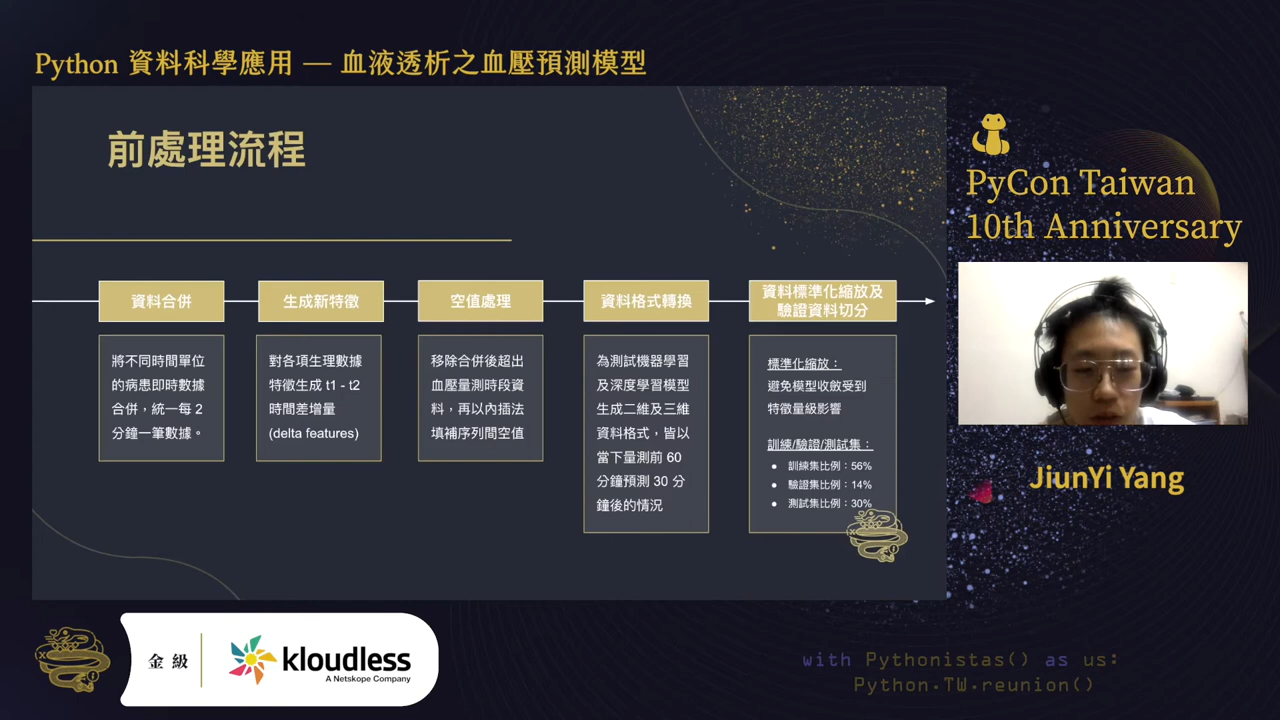 Python 資料科學應用 — 血液透析之血壓預測模型
前處理流程
資料合併
將不同時間單位
的病患即時數據
合併，統一每 2
分鐘一筆數據。
生成新特徵
對各項生理數據
特徵生成 t1 - t2
時間差增量
(delta features)
空值處理
移除合併後超出
血壓量測時段資
料，再以內插法
填補序列間空值
資料格式轉換
為測試機器學習
及深度學習模型
生成二維及三維
資料格式，皆以
當下量測前 60
分鐘預測 30 分
鐘後的情況
資料標準化縮放及
驗證資料切分
標準化縮放：
避免模型收斂受到
特徵量級影響
訓練/驗證/測試集：
● 訓練集比例：56%
● 驗證集比例：14%
● 測試集比例：30%
PyCon Taiwan
10th Anniversary
JiunYi Yang
金級
kloudless
A Netskope Company
with Pythonistas() as us:
Python.TW.reunion()